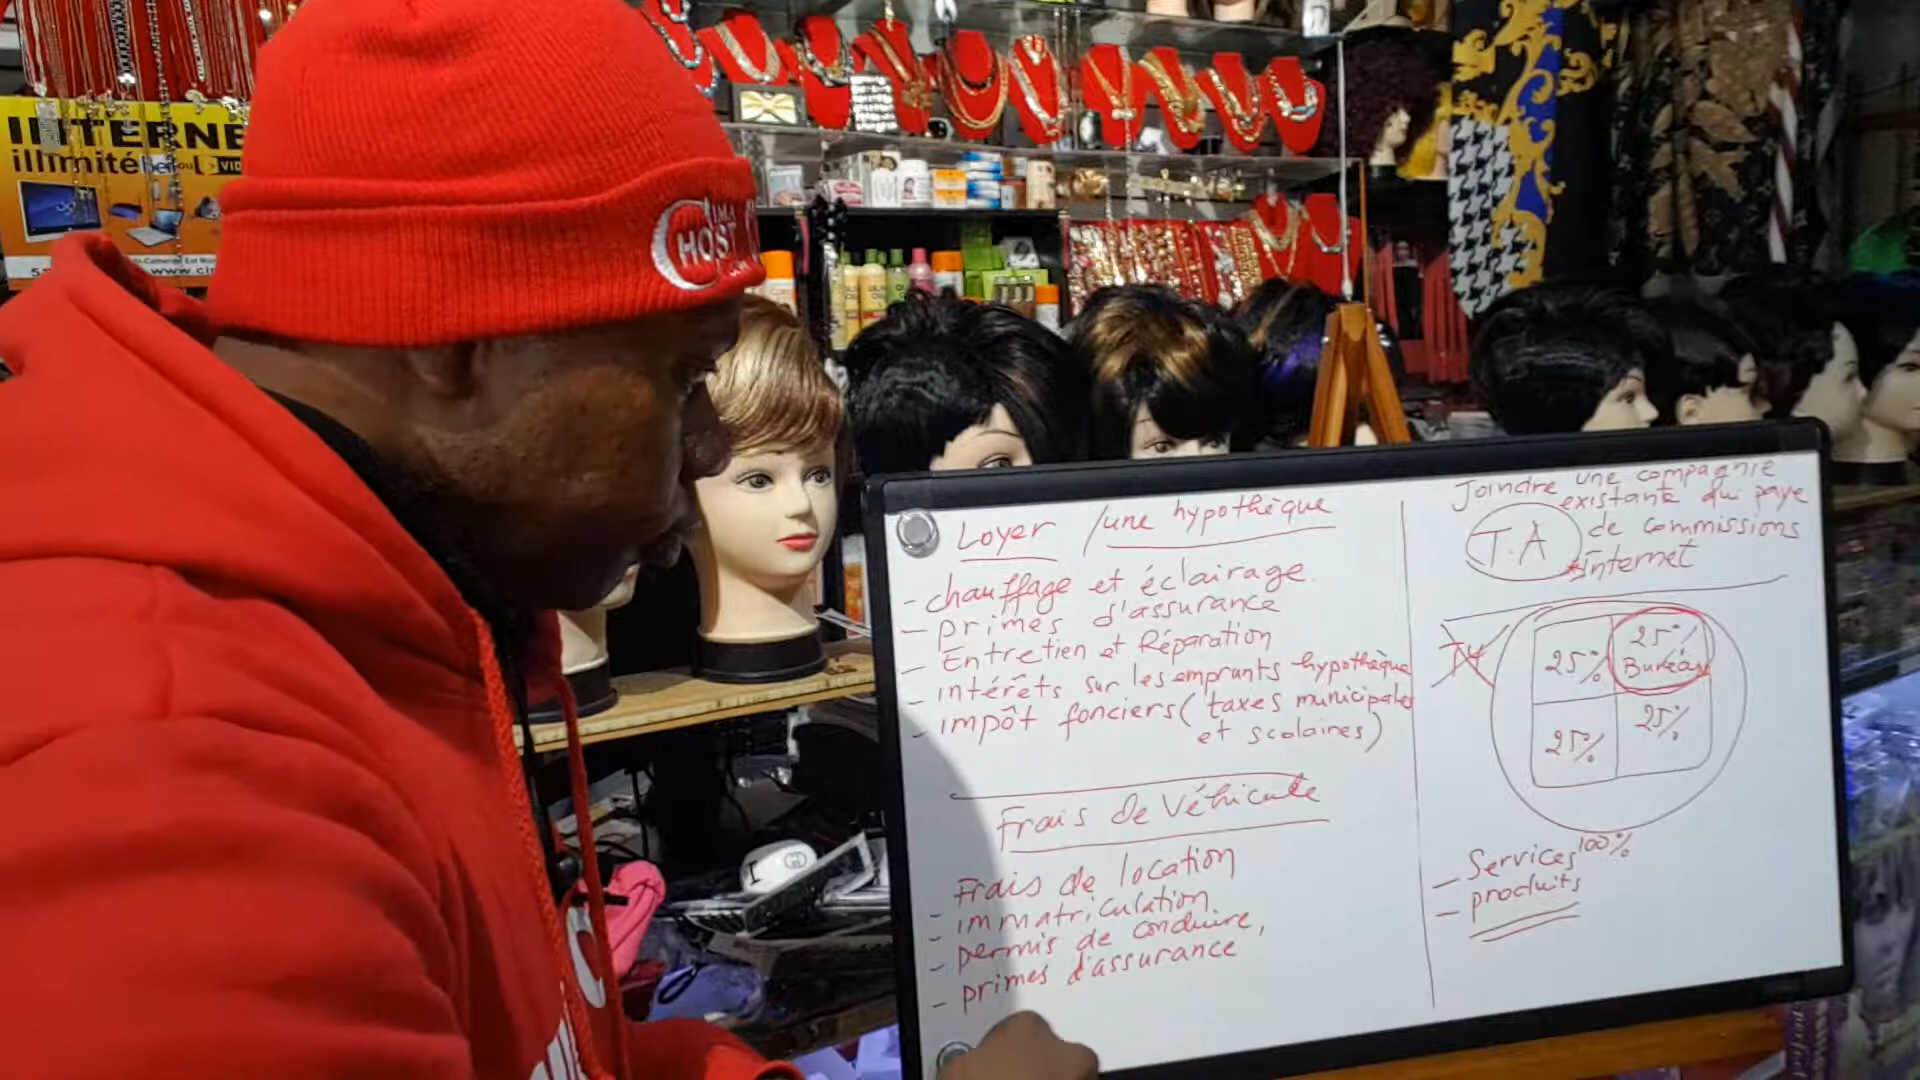 INTERNE
illimité
CIMA
HOST
Loyer / une hypothèque
- chauffage et éclairage.
- primes d'assurance
- Entretien et Réparation
- intérêts sur les emprunts hypothèque
- impôt fonciers (taxes municipales
et scolaires)
Frais de véhicule
- Frais de location
- immatriculation
- permis de conduire,
- primes d'assurance
Joindre une compagnie
existante qui paye
de commissions
T.A
internet
25%
25%
Bureau
25%
25%
100%
- Services
- produits